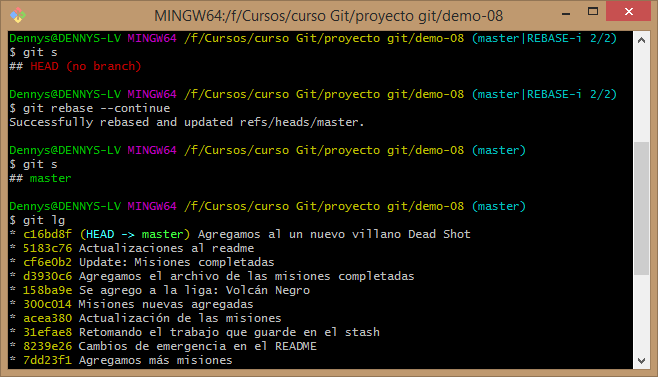 MINGW64:/f/Cursos/curso Git/proyecto git/demo-08
Dennys@DENNYS-LV MINGW64 /f/Cursos/curso Git/proyecto git/demo-08 (master|REBASE-i 2/2)
$ git s
## HEAD (no branch)
Dennys@DENNYS-LV MINGW64 /f/Cursos/curso Git/proyecto git/demo-08 (master|REBASE-i 2/2)
$ git rebase --continue
Successfully rebased and updated refs/heads/master.
Dennys@DENNYS-LV MINGW64 /f/Cursos/curso Git/proyecto git/demo-08 (master)
$ git s
## master
Dennys@DENNYS-LV MINGW64 /f/Cursos/curso Git/proyecto git/demo-08 (master)
$ git lg
* c16bd8f (HEAD -> master) Agregamos al un nuevo villano Dead Shot
* 5183c76 Actualizaciones al readme
* cf6e0b2 Update: Misiones completadas
* d3930c6 Agregamos el archivo de las misiones completadas
* 158ba9e Se agrego a la liga: Volcán Negro
* 300c014 Misiones nuevas agregadas
* acea380 Actualización de las misiones
* 31efae8 Retomando el trabajo que guarde en el stash
* 8239e26 Cambios de emergencia en el README
* 7dd23f1 Agregamos más misiones